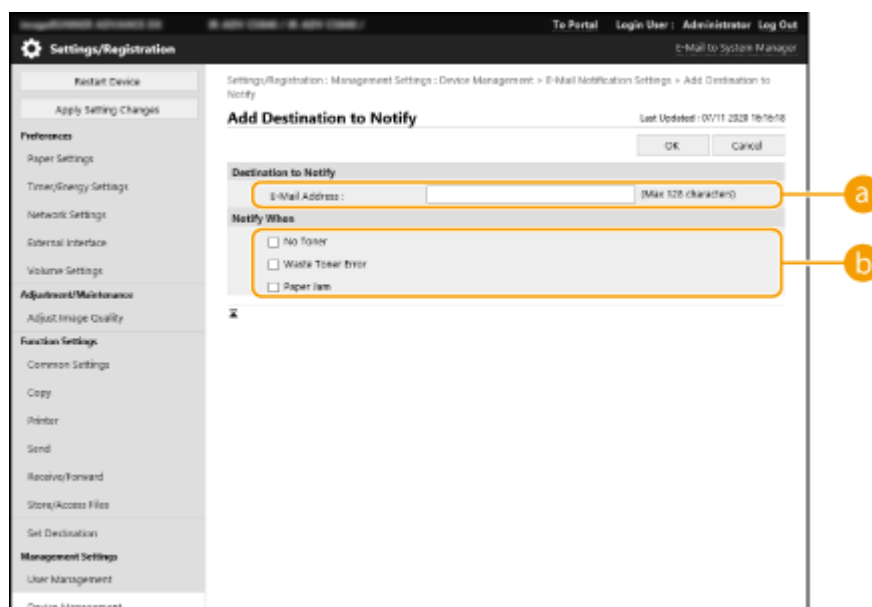 To Portal Login User : Administrator Log Out
Settings/Registration
E-Mail to System Manager
Restart Device
Apply Setting Changes
Preferences
Paper Settings
Timer/Energy Settings
Network Settings
External Interface
Volume Settings
Adjustment/Maintenance
Adjust Image Quality
Function Settings
Common Settings
Copy
Printer
Send
Receive/Forward
Store/Access Files
Set Destination
Management Settings
User Management
Device Management
Settings/Registration : Management Settings : Device Management > E-Mail Notification Settings > Add Destination to
Notify
Add Destination to Notify
Last Updated : 07/11 2020 16:16:18
OK Cancel
Destination to Notify
E-Mail Address : (Max 128 characters)
a
Notify When
No Toner
Waste Toner Error
Paper Jam
b